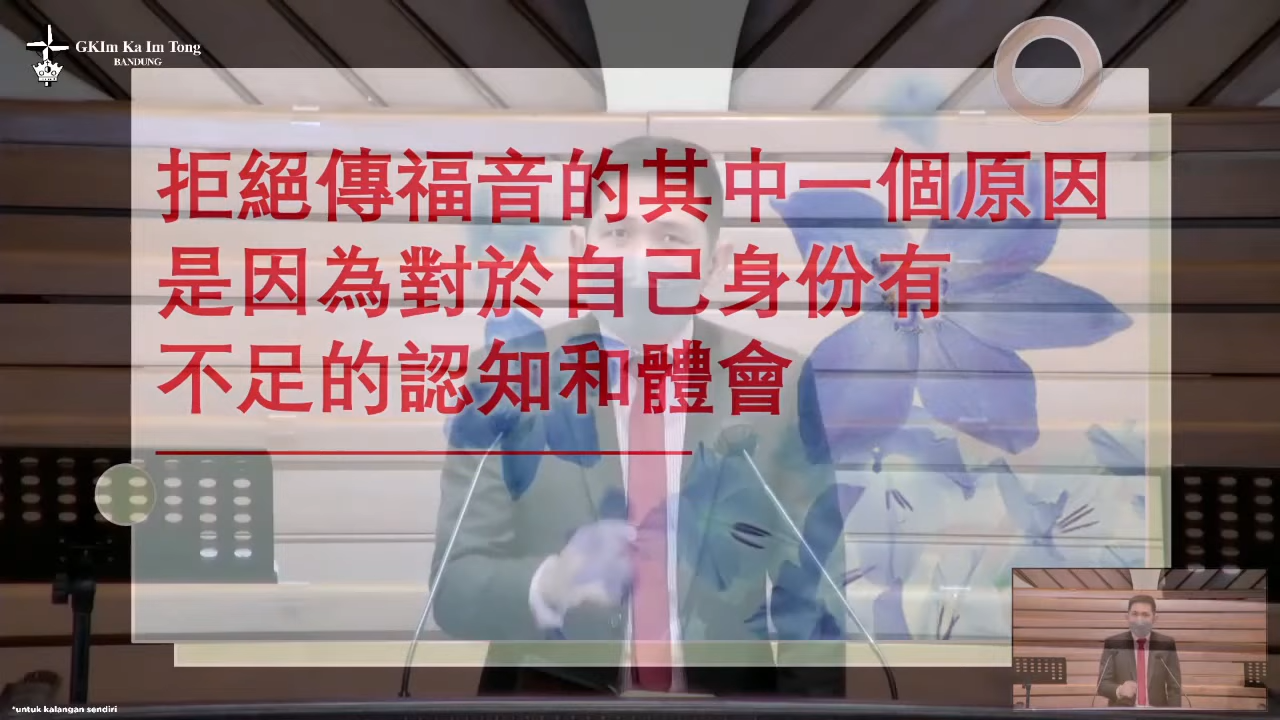 GKIm Ka Im Tong
BANDUNG
拒絕傳福音的其中一個原因
是因為對於自己身份有
不足的認知和體會
*untuk kalangan sendiri